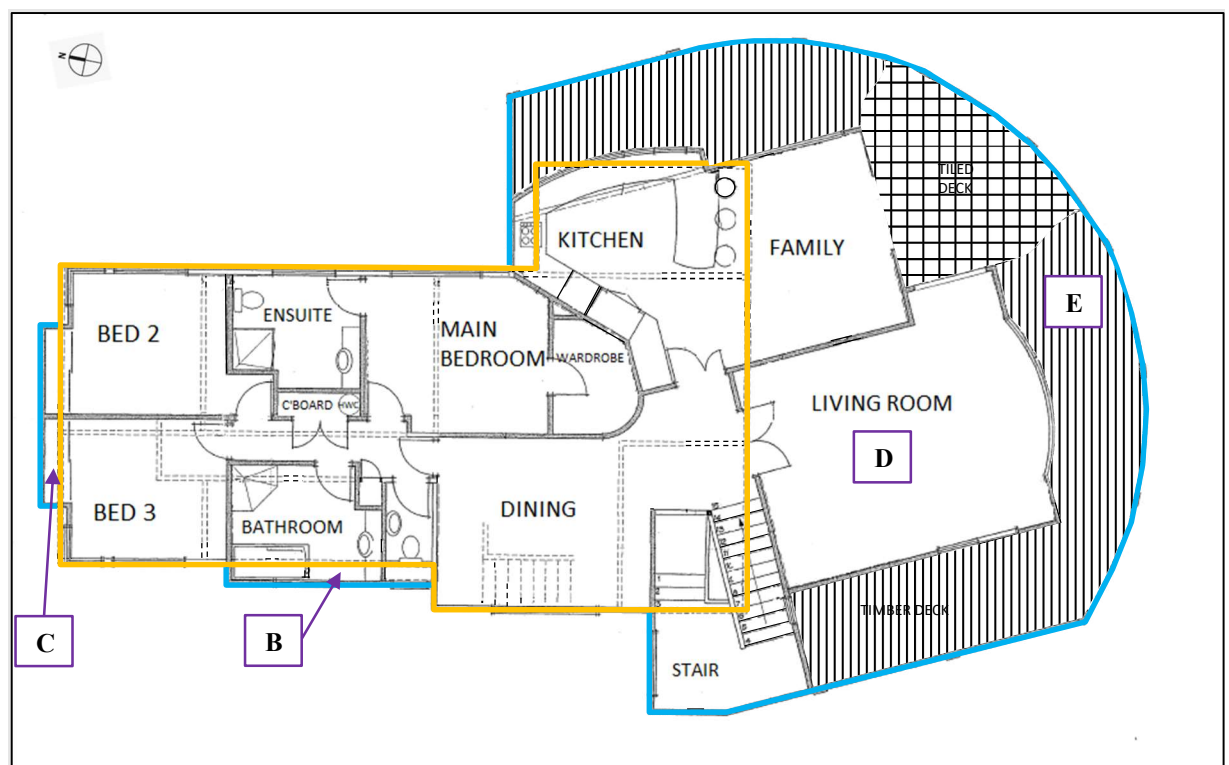 N
TILED
DECK
KITCHEN
FAMILY
E
ENSUITE
BED 2
MAIN
BEDROOM
WARDROBE
C'BOARD
HWC
LIVING ROOM
D
BED 3
DINING
BATHROOM
TIMBER DECK
C
B
STAIR